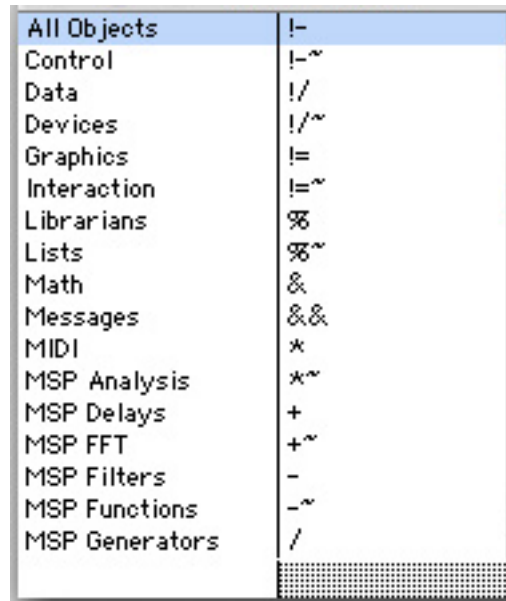 All Objects !-
Control !-~
Data !/
Devices !/~
Graphics !=
Interaction !=~
Librarians %
Lists %~
Math &
Messages &&
MIDI *
MSP Analysis *~
MSP Delays +
MSP FFT +~
MSP Filters -
MSP Functions -~
MSP Generators /